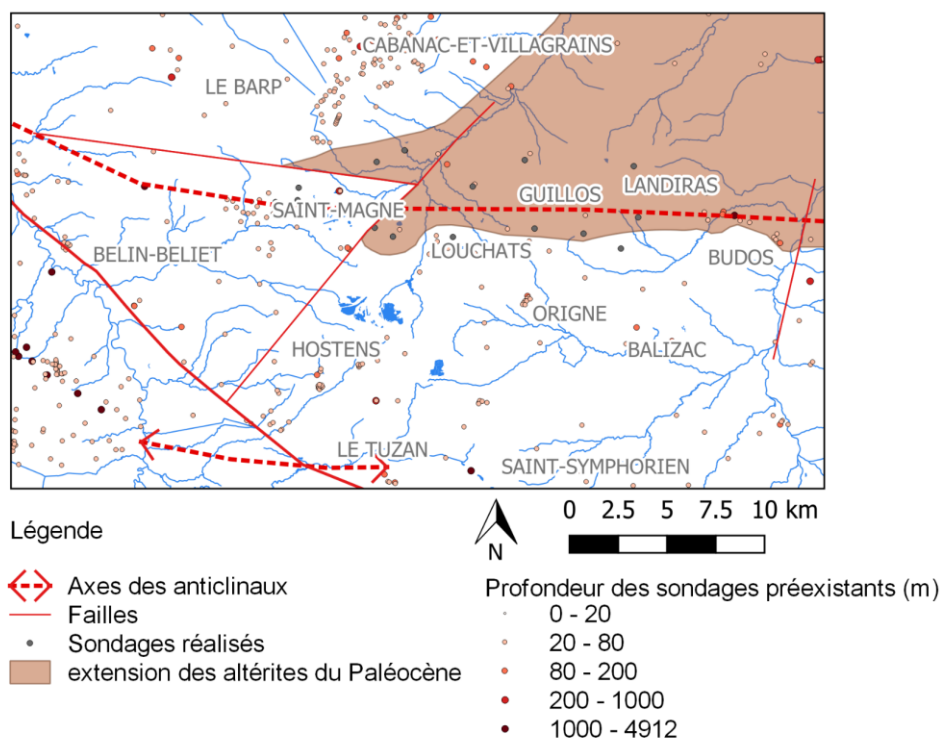 CABANAC-ET-VILLAGRAINS
LE BARP
LANDIRAS
GUILLOS
SAINT-MAGNE
BELIN-BELIET
LOUCHATS
BUDOS
ORIGNE
HOSTENS
BALIZAC
LE TUZAN
SAINT-SYMPHORIEN
Légende
N
0 2.5 5 7.5 10 km
Axes des anticlinaux
Failles
Sondages réalisés
extension des altérites du Paléocène
Profondeur des sondages préexistants (m)
0 - 20
20 - 80
80 - 200
200 - 1000
1000 - 4912